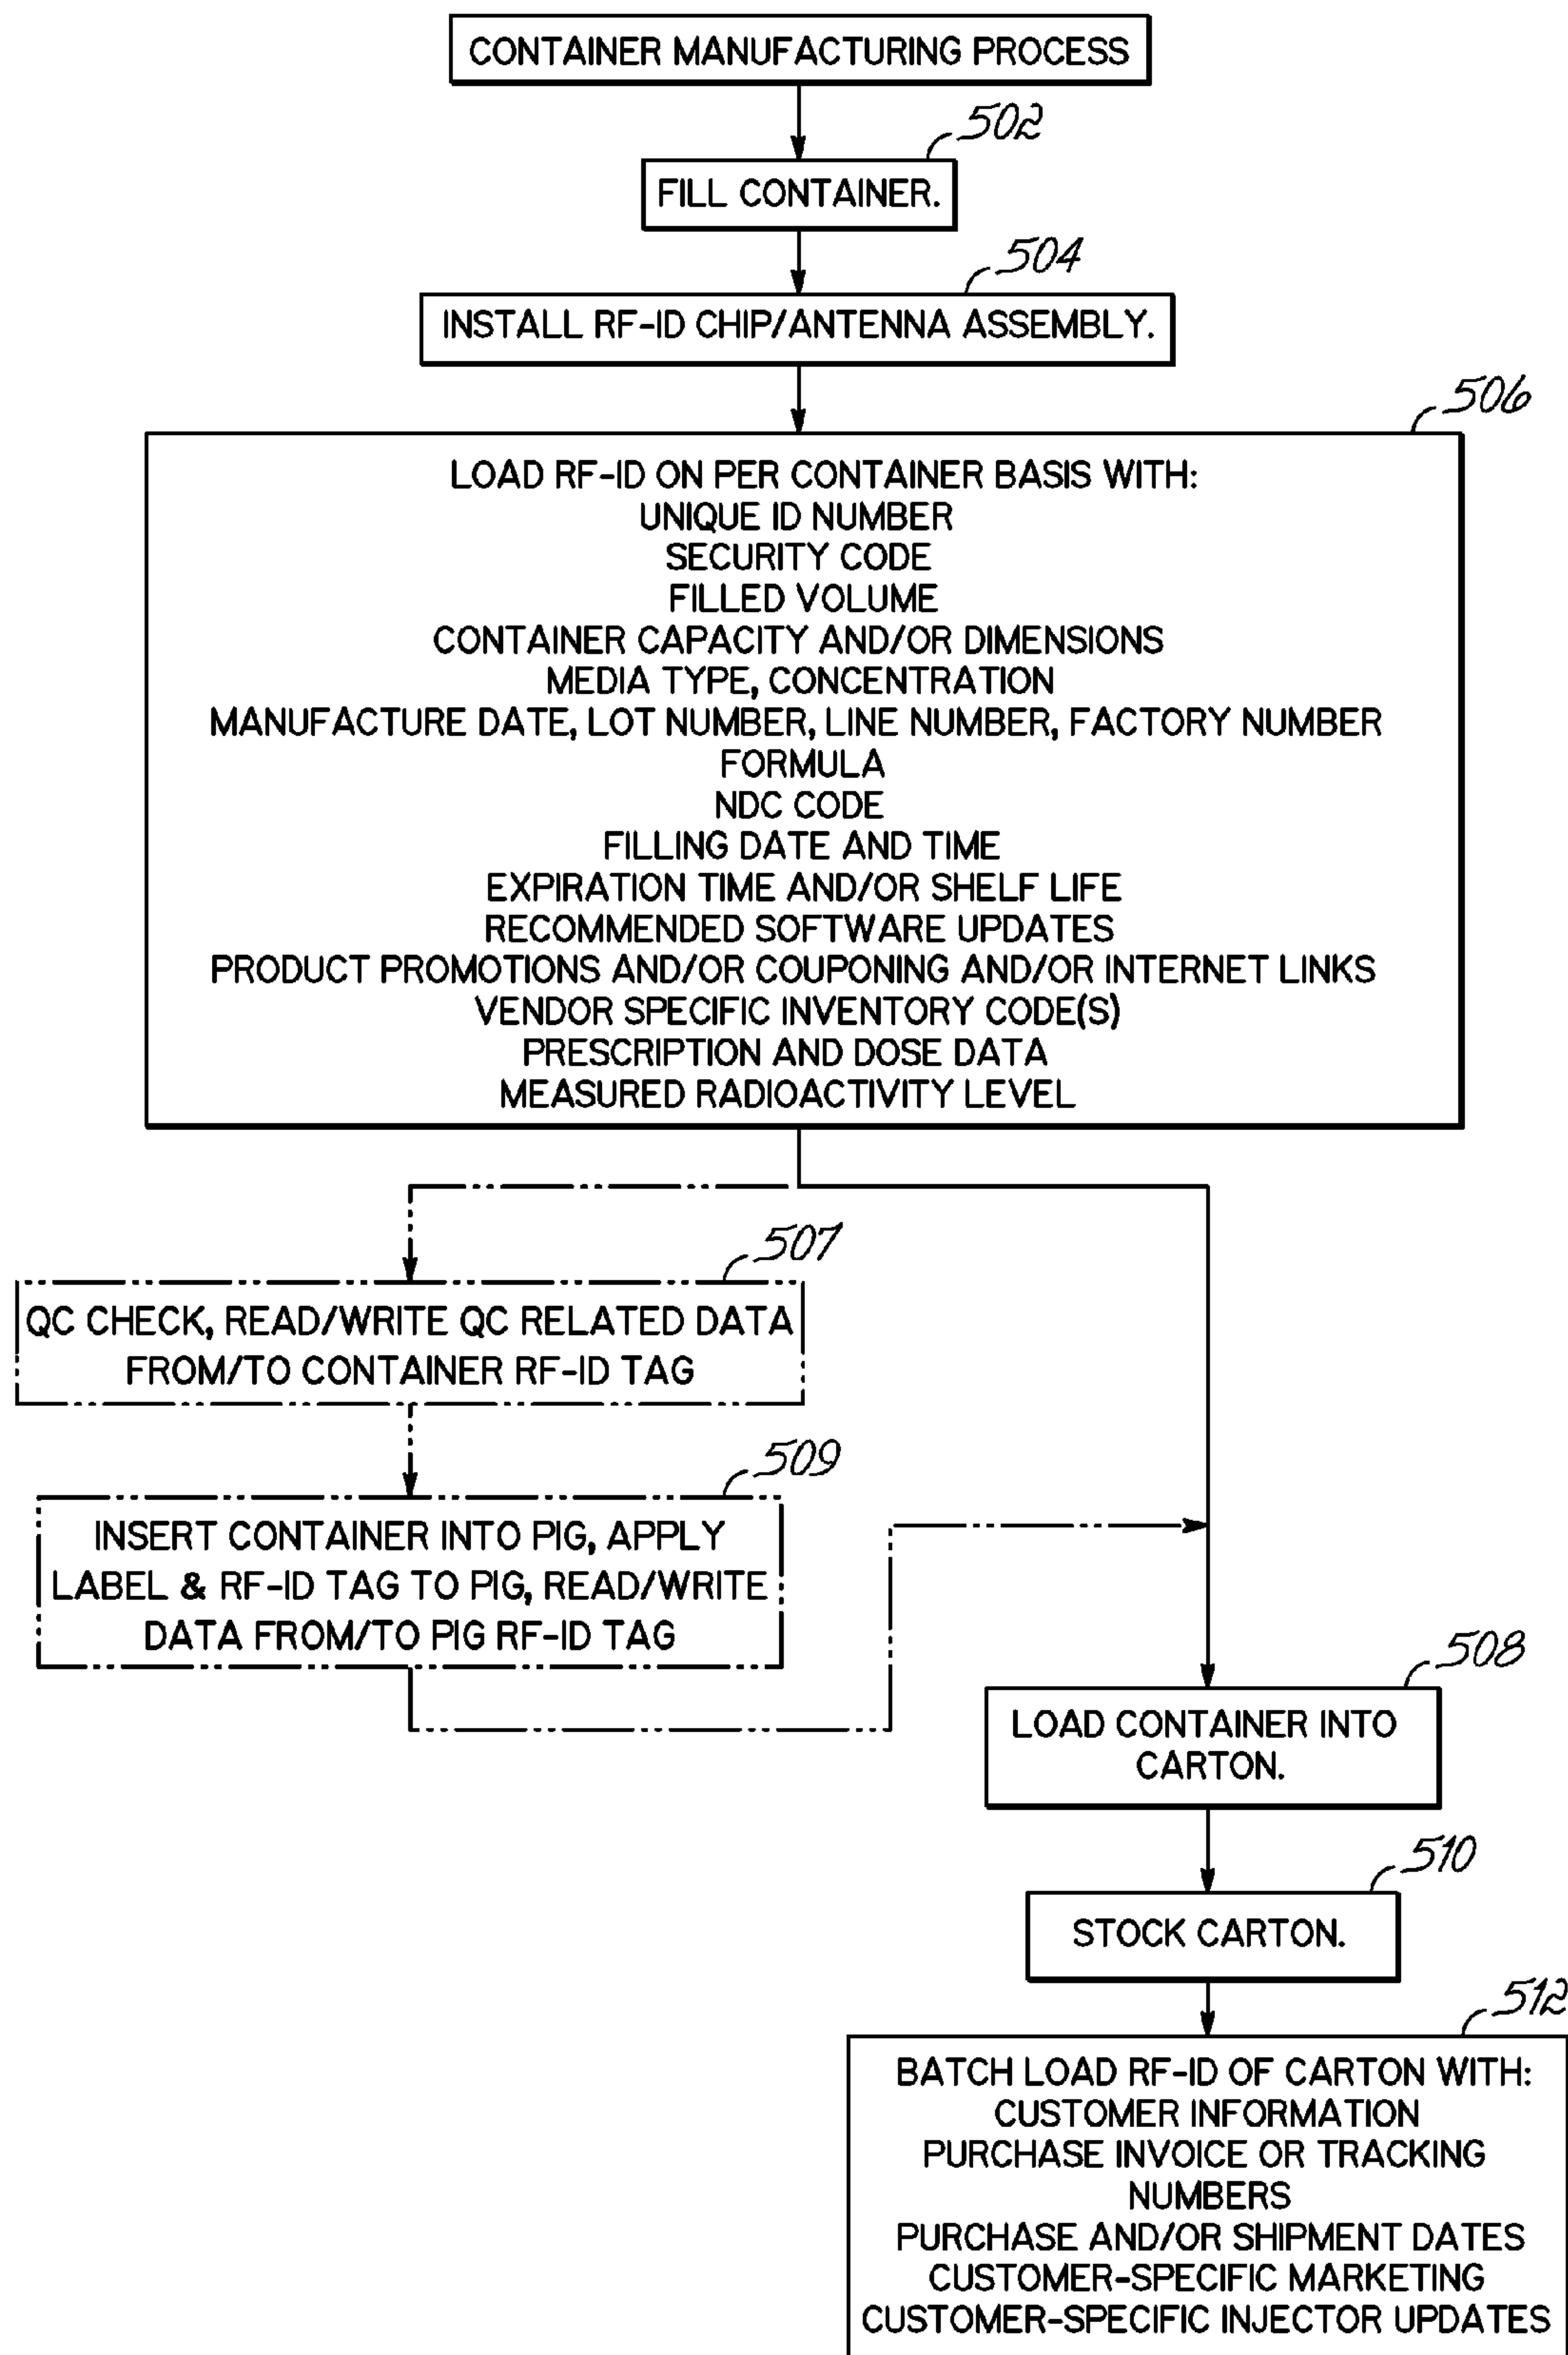 CONTAINER MANUFACTURING PROCESS
502
FILL CONTAINER.
504
INSTALL RF-ID CHIP/ANTENNA ASSEMBLY.
506
LOAD RF-ID ON PER CONTAINER BASIS WITH:
UNIQUE ID NUMBER
SECURITY CODE
FILLED VOLUME
CONTAINER CAPACITY AND/OR DIMENSIONS
MEDIA TYPE, CONCENTRATION
MANUFACTURE DATE, LOT NUMBER, LINE NUMBER, FACTORY NUMBER
FORMULA
NDC CODE
FILLING DATE AND TIME
EXPIRATION TIME AND/OR SHELF LIFE
RECOMMENDED SOFTWARE UPDATES
PRODUCT PROMOTIONS AND/OR COUPONING AND/OR INTERNET LINKS
VENDOR SPECIFIC INVENTORY CODE(S)
PRESCRIPTION AND DOSE DATA
MEASURED RADIOACTIVITY LEVEL
507
QC CHECK, READ/WRITE QC RELATED DATA
FROM/TO CONTAINER RF-ID TAG
509
INSERT CONTAINER INTO PIG, APPLY
LABEL & RF-ID TAG TO PIG, READ/WRITE
DATA FROM/TO PIG RF-ID TAG
508
LOAD CONTAINER INTO
CARTON.
510
STOCK CARTON.
512
BATCH LOAD RF-ID OF CARTON WITH:
CUSTOMER INFORMATION
PURCHASE INVOICE OR TRACKING
NUMBERS
PURCHASE AND/OR SHIPMENT DATES
CUSTOMER-SPECIFIC MARKETING
CUSTOMER-SPECIFIC INJECTOR UPDATES